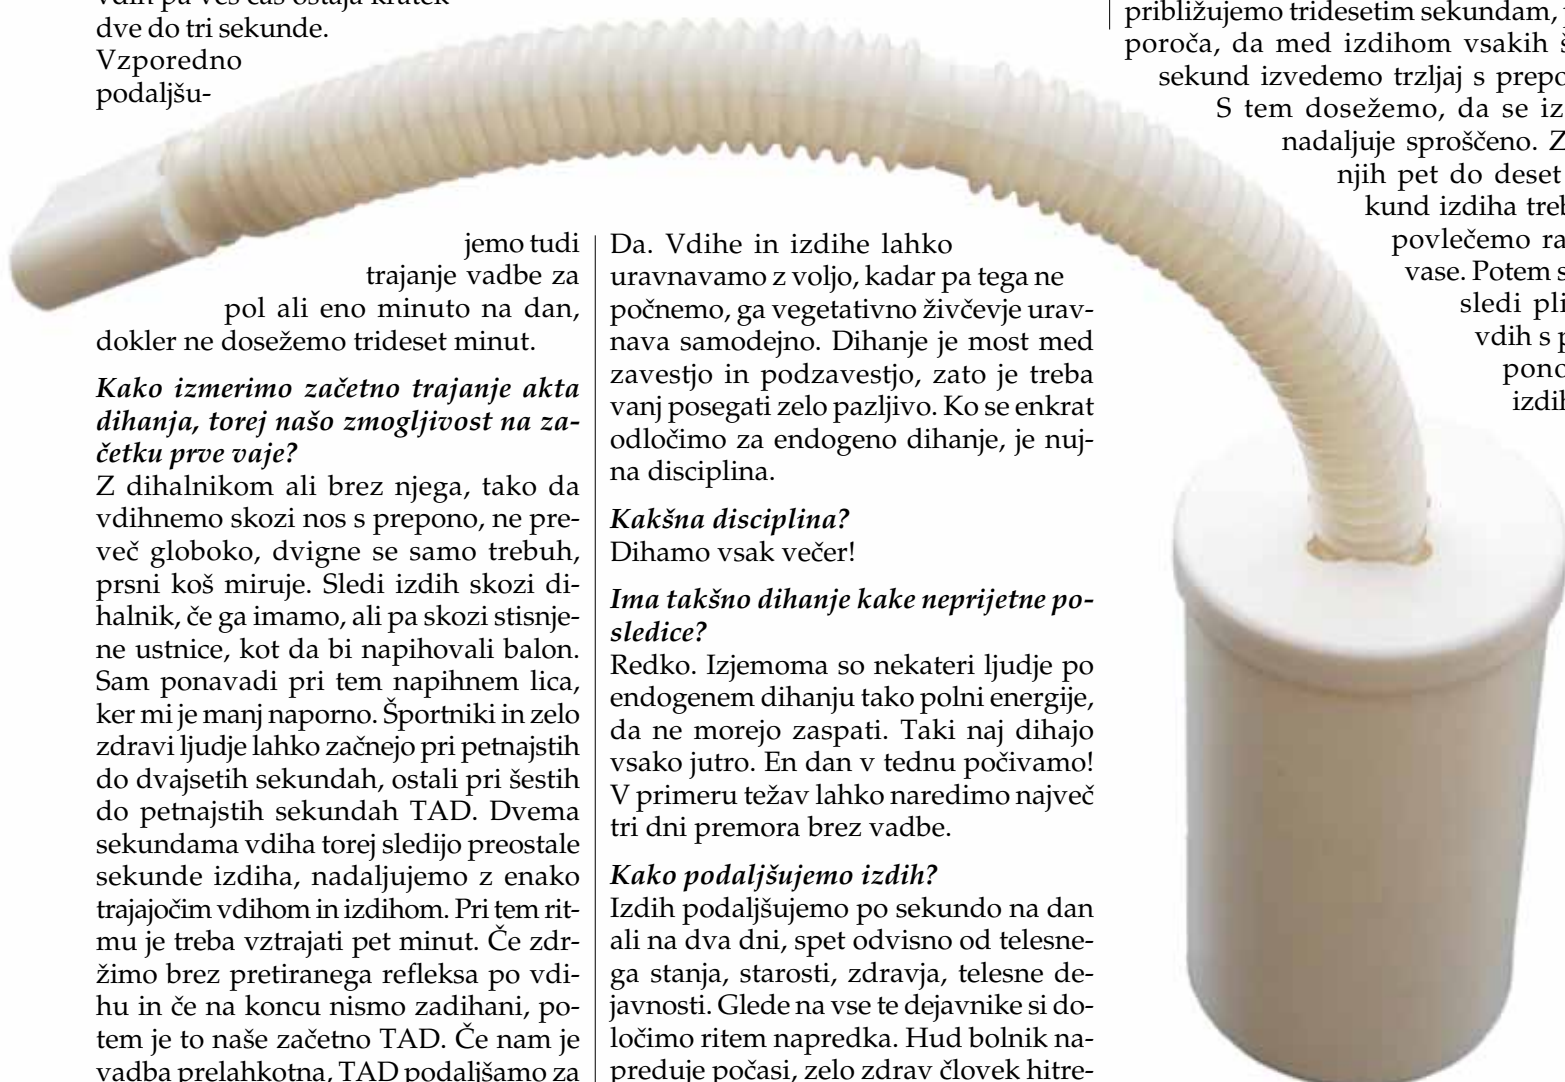 vdih pa ves čas ostaja kratek
dve do tri sekunde.
Vzporedno
podaljšu-
jemo tudi
trajanje vadbe za
pol ali eno minuto na dan,
dokler ne dosežemo trideset minut.
Kako izmerimo začetno trajanje akta
dihanja, torej našo zmogljivost na za-
četku prve vaje?
Z dihalnikom ali brez njega, tako da
vdihnemo skozi nos s prepono, ne pre-
več globoko, dvigne se samo trebuh,
prsni koš miruje. Sledi izdih skozi di-
halnik, če ga imamo, ali pa skozi stisnje-
ne ustnice, kot da bi napihovali balon.
Sam ponavadi pri tem napihnem lica,
ker mi je manj naporno. Športniki in zelo
zdravi ljudje lahko začnejo pri petnajstih
do dvajsetih sekundah, ostali pri šestih
do petnajstih sekundah TAD. Dvema
sekundama vdiha torej sledijo preostale
sekunde izdiha, nadaljujemo z enako
trajajočim vdihom in izdihom. Pri tem rit-
mu je treba vztrajati pet minut. Če zdr-
žimo brez pretiranega refleksa po vdi-
hu in če na koncu nismo zadihani, po-
tem je to naše začetno TAD. Če nam je
vadba prelahkotna, TAD podaljšamo za
Da. Vdihe in izdihe lahko
uravnavamo z voljo, kadar pa tega ne
počnemo, ga vegetativno živčevje urav-
nava samodejno. Dihanje je most med
zavestjo in podzavestjo, zato je treba
vanj posegati zelo pazljivo. Ko se enkrat
odločimo za endogeno dihanje, je nuj-
na disciplina.
Kakšna disciplina?
Dihamo vsak večer!
Ima takšno dihanje kake neprijetne po-
sledice?
Redko. Izjemoma so nekateri ljudje po
endogenem dihanju tako polni energije,
da ne morejo zaspati. Taki naj dihajo
vsako jutro. En dan v tednu počivamo!
V primeru težav lahko naredimo največ
tri dni premora brez vadbe.
Kako podaljšujemo izdih?
Izdih podaljšujemo po sekundo na dan
ali na dva dni, spet odvisno od telesne-
ga stanja, starosti, zdravja, telesne de-
javnosti. Glede na vse te dejavnike si do-
ločimo ritem napredka. Hud bolnik na-
preduje počasi, zelo zdrav človek hitre-
približujemo tridesetim sekundam,
poroča, da med izdihom vsakih
sekund izvedemo trzljaj s prepo
S tem dosežemo, da se iz
nadaljuje sproščeno. Z
njih pet do deset
kund izdiha treb
povlečemo ra
vase. Potem s
sledi pli
vdih s p
pono
izdih